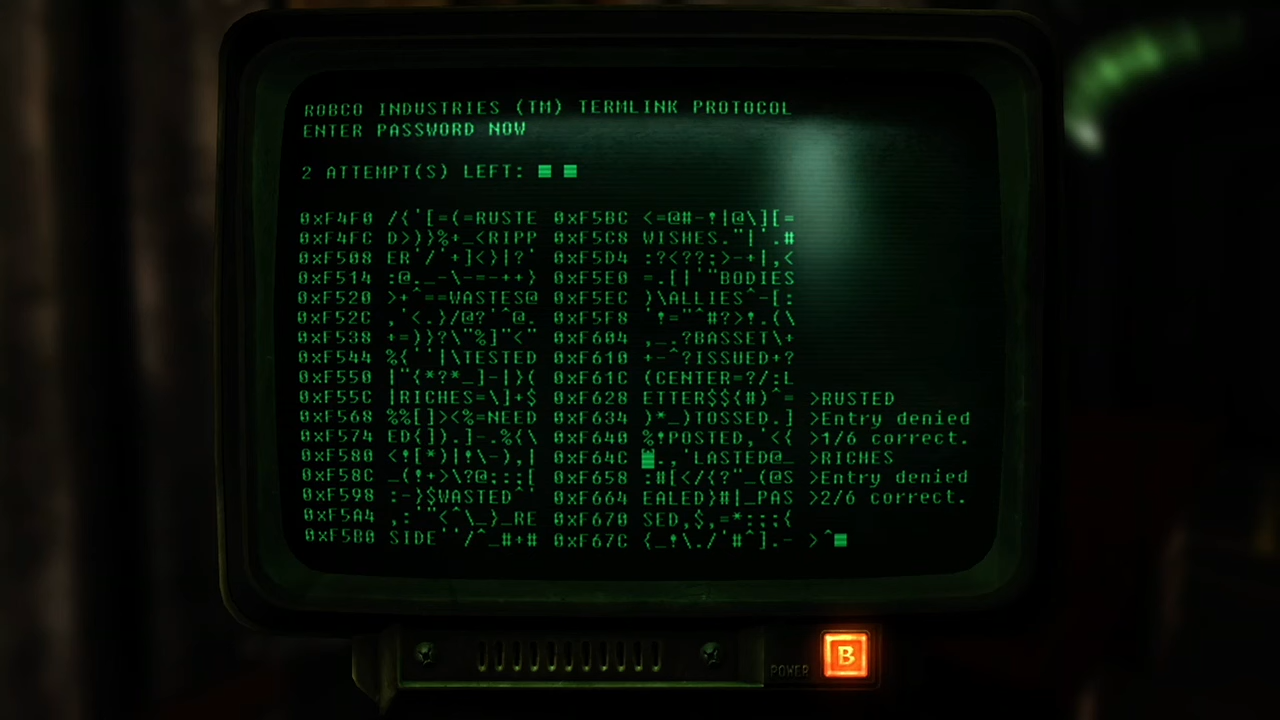 ROBCO INDUSTRIES (TM) TERMLINK PROTOCOL
ENTER PASSWORD NOW
2 ATTEMPT(S) LEFT:
0xF4F0 /{'[=(=RUSTE 0xF5BC <=@#-!|@\][=
0xF4FC D>)}%+_<RIPP 0xF5C8 WISHES."|'.#
0xF508 ER'/'+]<}|?' 0xF5D4 :?<??;>-+|,<
0xF514 :@._-\-=-++} 0xF5E0 =.[|'"BODIES
0xF520 >+^==WASTES@ 0xF5EC )\ALLIES^-[:
0xF52C ,'<.}/@?'^@. 0xF5F8 '!="^#?>!.(\
0xF538 +=)}?\"%]"<" 0xF604 ,_.?BASSET\+
0xF544 %{''|\TESTED 0xF610 +-^?ISSUED+?
0xF550 |"{*?*_]-|}( 0xF61C (CENTER=?/:L
0xF55C |RICHES=\]+$ 0xF628 ETTER$${#)^= >RUSTED
0xF568 %%[]><%=NEED 0xF634 )*_)TOSSED.] >Entry denied
0xF574 ED{]}.]-.%{\ 0xF640 %!POSTED,'<{ >1/6 correct.
0xF580 <![*)|!\-),| 0xF64C .,'LASTED@_ >RICHES
0xF58C _(!+>\?@:;:[ 0xF658 :#[</{?"_(@S >Entry denied
0xF598 :-}$WASTED^' 0xF664 EALED}#|_PAS >2/6 correct.
0xF5A4 ,:'"<^\_}_RE 0xF670 SED,$,=*:;:{
0xF5B0 SIDE''/^_#+# 0xF67C {_!\./'#^].- >^
POWER
B